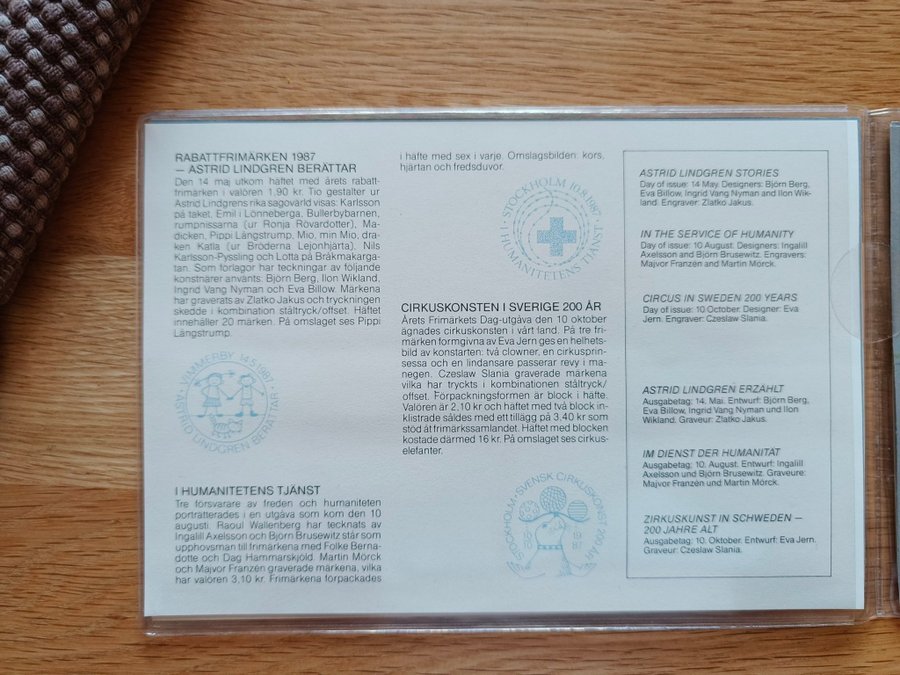 RABATTFRIMÄRKEN 1987
— ASTRID LINDGREN BERÄTTAR
Den 14 maj utkom häftet med årets rabatt-
frimärken i valören 1,90 kr. Tio gestalter ur
Astrid Lindgrens rika sagovärld visas: Karlsson
på taket, Emil i Lönneberga, Bullerbybarnen,
rumpnissarna (ur Ronja Rövardotter), Ma-
dicken, Pippi Långstrump, Mio, min Mio, dra-
ken Katla (ur Bröderna Lejonhjärta), Nils
Karlsson-Pyssling och Lotta på Bråkmakarga-
tan. Som förlagor har teckningar av följande
konstnärer använts: Björn Berg, Ilon Wikland,
Ingrid Vang Nyman och Eva Billow. Märkena
har graverats av Zlatko Jakus och tryckningen
skedde i kombination ståltryck/offset. Häftet
innehåller 20 märken. På omslaget ses Pippi
Långstrump.
VIMMERBY 14.5.1987
ASTRID LINDGREN BERÄTTAR
I HUMANITETENS TJÄNST
Tre försvarare av freden och humaniteten
porträtterades i en utgåva som kom den 10
augusti. Raoul Wallenberg har tecknats av
Ingalill Axelsson och Björn Brusewitz står som
upphovsman till frimärkena med Folke Berna-
dotte och Dag Hammarskjöld. Martin Mörck
och Majvor Franzén graverade märkena, vilka
har valören 3,10 kr. Frimärkena förpackades
i häfte med sex i varje. Omslagsbilden: kors,
hjärtan och fredsduvor.
STOCKHOLM 10.8.1987
I HUMANITETENS TJÄNST
CIRKUSKONSTEN I SVERIGE 200 ÅR
Årets Frimärkets Dag-utgåva den 10 oktober
ägnades cirkuskonsten i vårt land. På tre fri-
märken formgivna av Eva Jern ges en helhets-
bild av konstarten: två clowner, en cirkusprin-
sessa och en lindansare passerar revy i ma-
negen. Czeslaw Slania graverade märkena
vilka har tryckts i kombinationen ståltryck/
offset. Förpackningsformen är block i häfte.
Valören är 2,10 kr och häftet med två block in-
klistrade såldes med ett tillägg på 3,40 kr som
stöd åt frimärkssamlandet. Häftet med blocken
kostade därmed 16 kr. På omslaget ses cirkus-
elefanter.
STOCKHOLM · SVENSK CIRKUSKONST 200 ÅR
ASTRID LINDGREN STORIES
Day of issue: 14 May. Designers: Björn Berg,
Eva Billow, Ingrid Vang Nyman and Ilon Wik-
land. Engraver: Zlatko Jakus.
IN THE SERVICE OF HUMANITY
Day of issue: 10 August. Designers: Ingalill
Axelsson and Björn Brusewitz. Engravers:
Majvor Franzén and Martin Mörck.
CIRCUS IN SWEDEN 200 YEARS
Day of issue: 10 October. Designer: Eva
Jern. Engraver: Czeslaw Slania.
ASTRID LINDGREN ERZÄHLT
Ausgabetag: 14. Mai. Entwurf: Björn Berg,
Eva Billow, Ingrid Vang Nyman und Ilon
Wikland. Graveur: Zlatko Jakus.
IM DIENST DER HUMANITÄT
Ausgabetag: 10. August. Entwurf: Ingalill
Axelsson und Björn Brusewitz. Graveure:
Majvor Franzén und Martin Mörck.
ZIRKUSKUNST IN SCHWEDEN —
200 JAHRE ALT
Ausgabetag: 10. Oktober. Entwurf: Eva Jern.
Graveur: Czeslaw Slania.